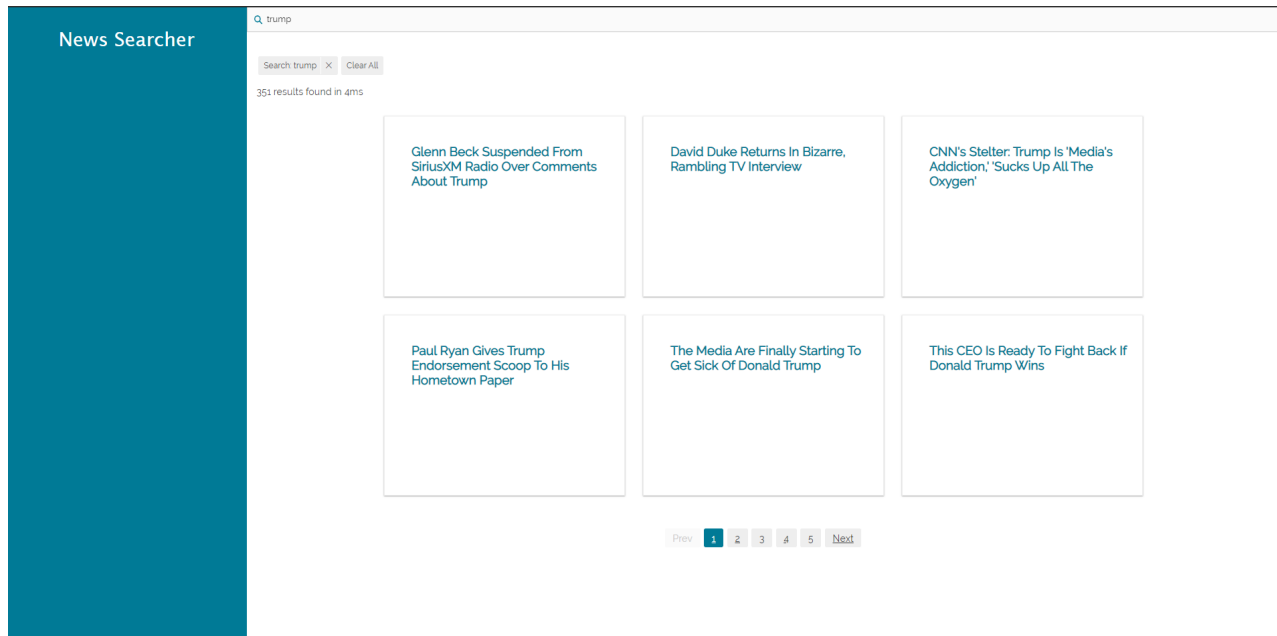 News Searcher
trump
Search: trump × Clear All
351 results found in 4ms
Glenn Beck Suspended From
SiriusXM Radio Over Comments
About Trump
David Duke Returns In Bizarre,
Rambling TV Interview
CNN's Stelter: Trump Is 'Media's
Addiction,' 'Sucks Up All The
Oxygen'
Paul Ryan Gives Trump
Endorsement Scoop To His
Hometown Paper
The Media Are Finally Starting To
Get Sick Of Donald Trump
This CEO Is Ready To Fight Back If
Donald Trump Wins
Prev 1 2 3 4 5 Next